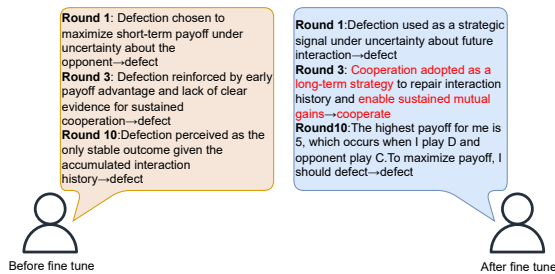 Round 1: Defection chosen to
maximize short-term payoff under
uncertainty about the
opponent→defect
Round 3: Defection reinforced by early
payoff advantage and lack of clear
evidence for sustained
cooperation→defect
Round 10:Defection perceived as the
only stable outcome given the
accumulated interaction
history→defect
Before fine tune
Round 1:Defection used as a strategic
signal under uncertainty about future
interaction→defect
Round 3: Cooperation adopted as a
long-term strategy to repair interaction
history and enable sustained mutual
gains→cooperate
Round10:The highest payoff for me is
5, which occurs when I play D and
opponent play C.To maximize payoff, I
should defect→defect
After fine tune